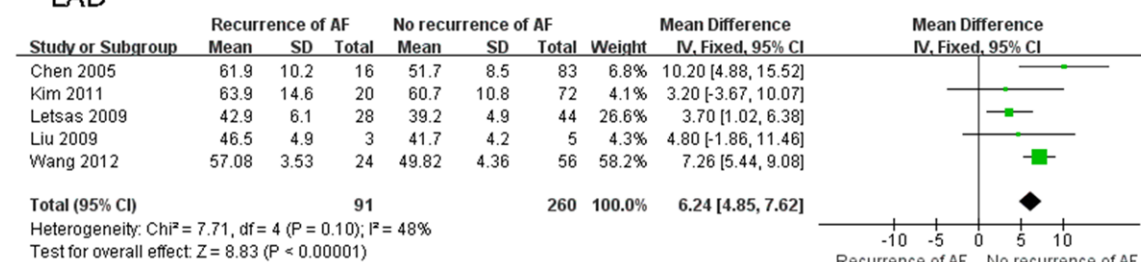 LAD
Recurrence of AF No recurrence of AF Mean Difference Mean Difference
Study or Subgroup Mean SD Total Mean SD Total Weight IV, Fixed, 95% CI IV, Fixed, 95% CI
Chen 2005 61.9 10.2 16 51.7 8.5 83 6.8% 10.20 [4.88, 15.52]
Kim 2011 63.9 14.6 20 60.7 10.8 72 4.1% 3.20 [-3.67, 10.07]
Letsas 2009 42.9 6.1 28 39.2 4.9 44 26.6% 3.70 [1.02, 6.38]
Liu 2009 46.5 4.9 3 41.7 4.2 5 4.3% 4.80 [-1.86, 11.46]
Wang 2012 57.08 3.53 24 49.82 4.36 56 58.2% 7.26 [5.44, 9.08]
Total (95% CI) 91 260 100.0% 6.24 [4.85, 7.62]
Heterogeneity: Chi² = 7.71, df = 4 (P = 0.10); I² = 48%
Test for overall effect: Z = 8.83 (P < 0.00001)
-10 -5 0 5 10
Recurrence of AF No recurrence of AF